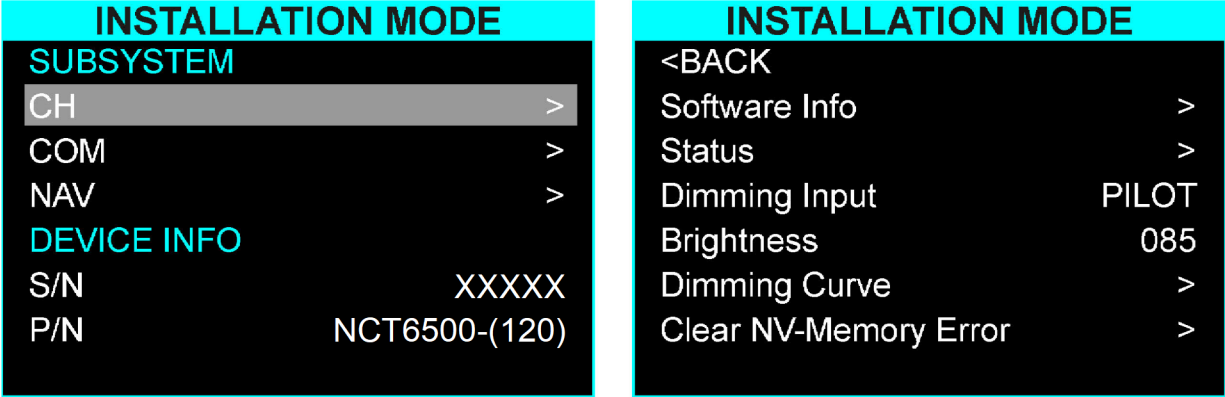 INSTALLATION MODE
SUBSYSTEM
CH >
COM >
NAV >
DEVICE INFO
S/N XXXXX
P/N NCT6500-(120)
INSTALLATION MODE
<BACK
Software Info >
Status >
Dimming Input PILOT
Brightness 085
Dimming Curve >
Clear NV-Memory Error >